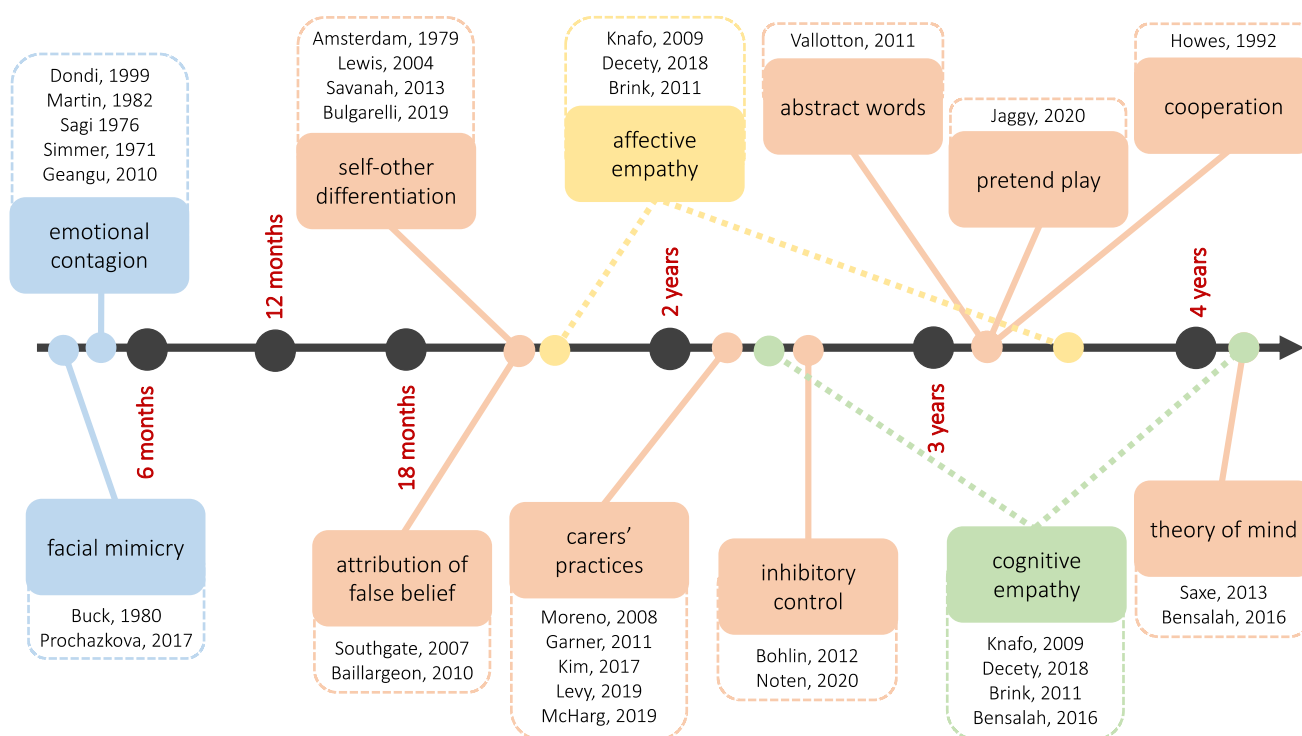 Dondi, 1999
Martin, 1982
Sagi 1976
Simmer, 1971
Geangu, 2010
emotional
contagion
Amsterdam, 1979
Lewis, 2004
Savanah, 2013
Bulgarelli, 2019
self-other
differentiation
Knafo, 2009
Decety, 2018
Brink, 2011
affective
empathy
Vallotton, 2011
abstract words
Jaggy, 2020
pretend play
Howes, 1992
cooperation
6 months
12 months
18 months
2 years
3 years
4 years
facial mimicry
Buck, 1980
Prochazkova, 2017
attribution of
false belief
Southgate, 2007
Baillargeon, 2010
carers’
practices
Moreno, 2008
Garner, 2011
Kim, 2017
Levy, 2019
McHarg, 2019
inhibitory
control
Bohlin, 2012
Noten, 2020
cognitive
empathy
Knafo, 2009
Decety, 2018
Brink, 2011
Bensalah, 2016
theory of mind
Saxe, 2013
Bensalah, 2016